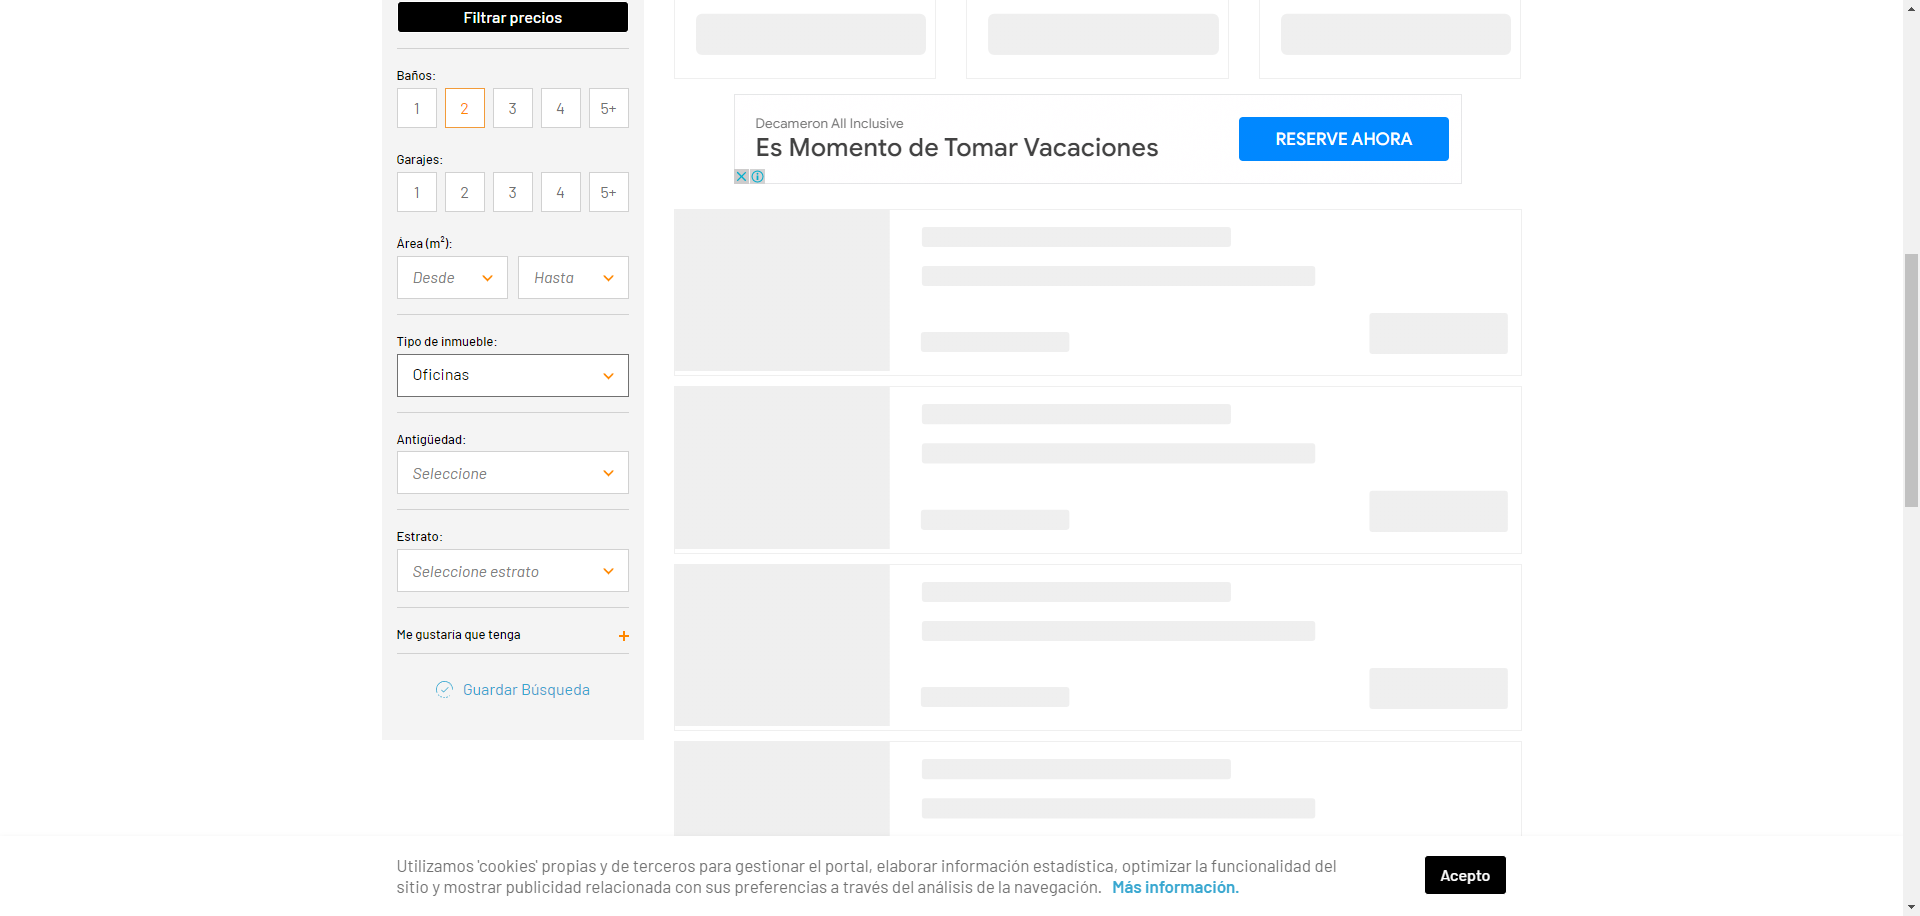 Filtrar precios
Baños:
1 2 3 4 5+
Garajes:
1 2 3 4 5+
Área (m²):
Desde Hasta
Tipo de inmueble:
Oficinas
Antigüedad:
Seleccione
Estrato:
Seleccione estrato
Me gustaría que tenga
+
Guardar Búsqueda
Decameron All Inclusive
Es Momento de Tomar Vacaciones
RESERVE AHORA
Utilizamos 'cookies' propias y de terceros para gestionar el portal, elaborar información estadística, optimizar la funcionalidad del
sitio y mostrar publicidad relacionada con sus preferencias a través del análisis de la navegación. Más información.
Acepto